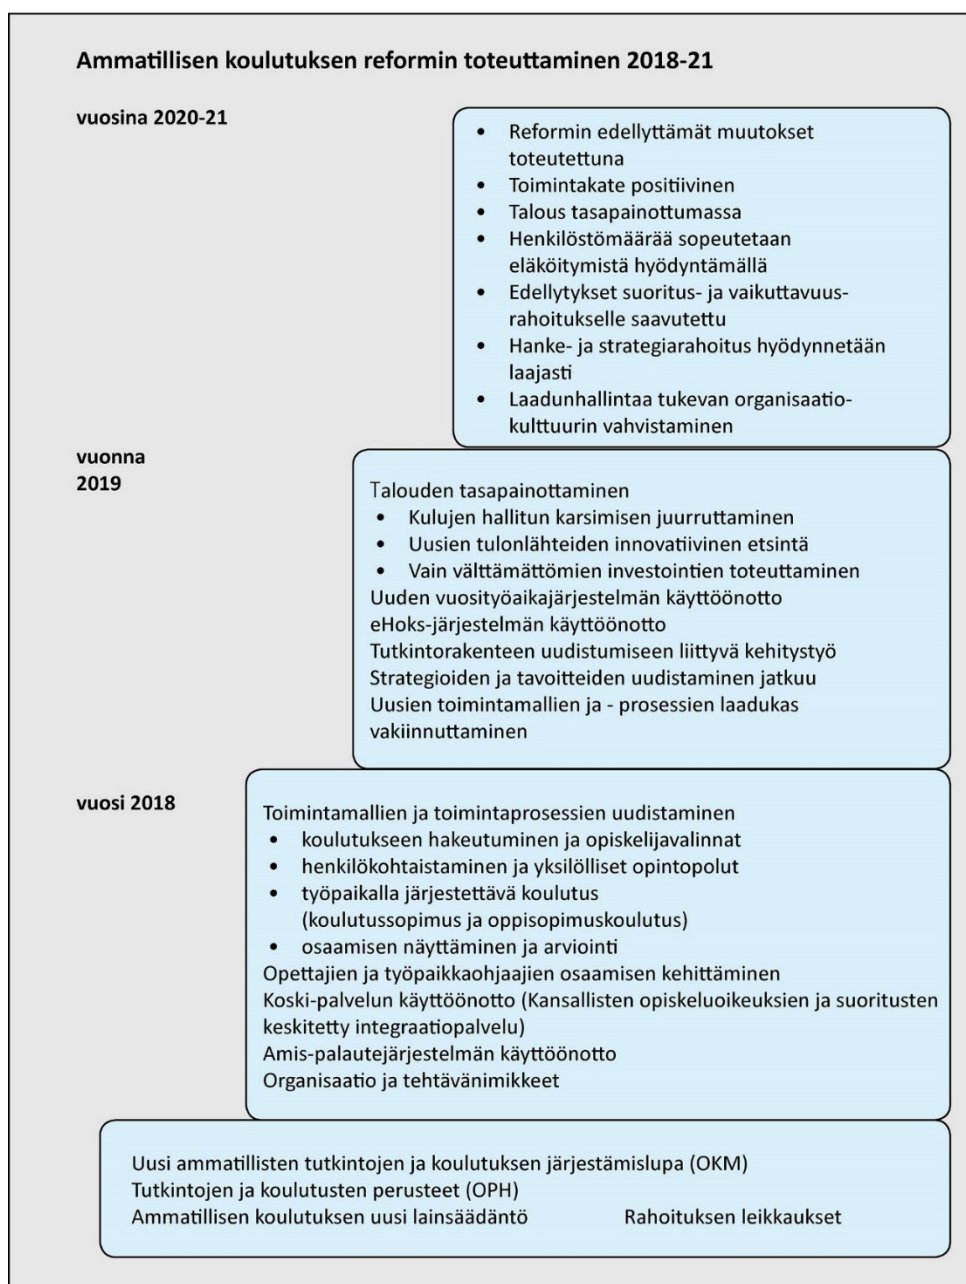 Ammatillisen koulutuksen reformin toteuttaminen 2018-21
vuosina 2020-21
• Reformin edellyttämät muutokset
toteutettuna
• Toimintakate positiivinen
• Talous tasapainottumassa
• Henkilöstömäärää sopeutetaan
eläköitymistä hyödyntämällä
• Edellytykset suoritus- ja vaikuttavuus-
rahoitukselle saavutettu
• Hanke- ja strategiarahoitus hyödynnetään
laajasti
• Laadunhallintaa tukevan organisaatio-
kulttuurin vahvistaminen
vuonna
2019
Talouden tasapainottaminen
• Kulujen hallitun karsimisen juurruttaminen
• Uusien tulonlähteiden innovatiivinen etsintä
• Vain välttämättömien investointien toteuttaminen
Uuden vuosityöaikajärjestelmän käyttöönotto
eHoks-järjestelmän käyttöönotto
Tutkintorakenteen uudistumiseen liittyvä kehitystyö
Strategioiden ja tavoitteiden uudistaminen jatkuu
Uusien toimintamallien ja - prosessien laadukas
vakiinnuttaminen
vuosi 2018
Toimintamallien ja toimintaprosessien uudistaminen
• koulutukseen hakeutuminen ja opiskelijavalinnat
• henkilökohtaistaminen ja yksilölliset opintopolut
• työpaikalla järjestettävä koulutus
(koulutussopimus ja oppisopimuskoulutus)
• osaamisen näyttäminen ja arviointi
Opettajien ja työpaikkaohjaajien osaamisen kehittäminen
Koski-palvelun käyttöönotto (Kansallisten opiskeluoikeuksien ja suoritusten
keskitetty integraatiopalvelu)
Amis-palautejärjestelmän käyttöönotto
Organisaatio ja tehtävänimikkeet
Uusi ammatillisten tutkintojen ja koulutuksen järjestämislupa (OKM)
Tutkintojen ja koulutusten perusteet (OPH)
Ammatillisen koulutuksen uusi lainsäädäntö Rahoituksen leikkaukset